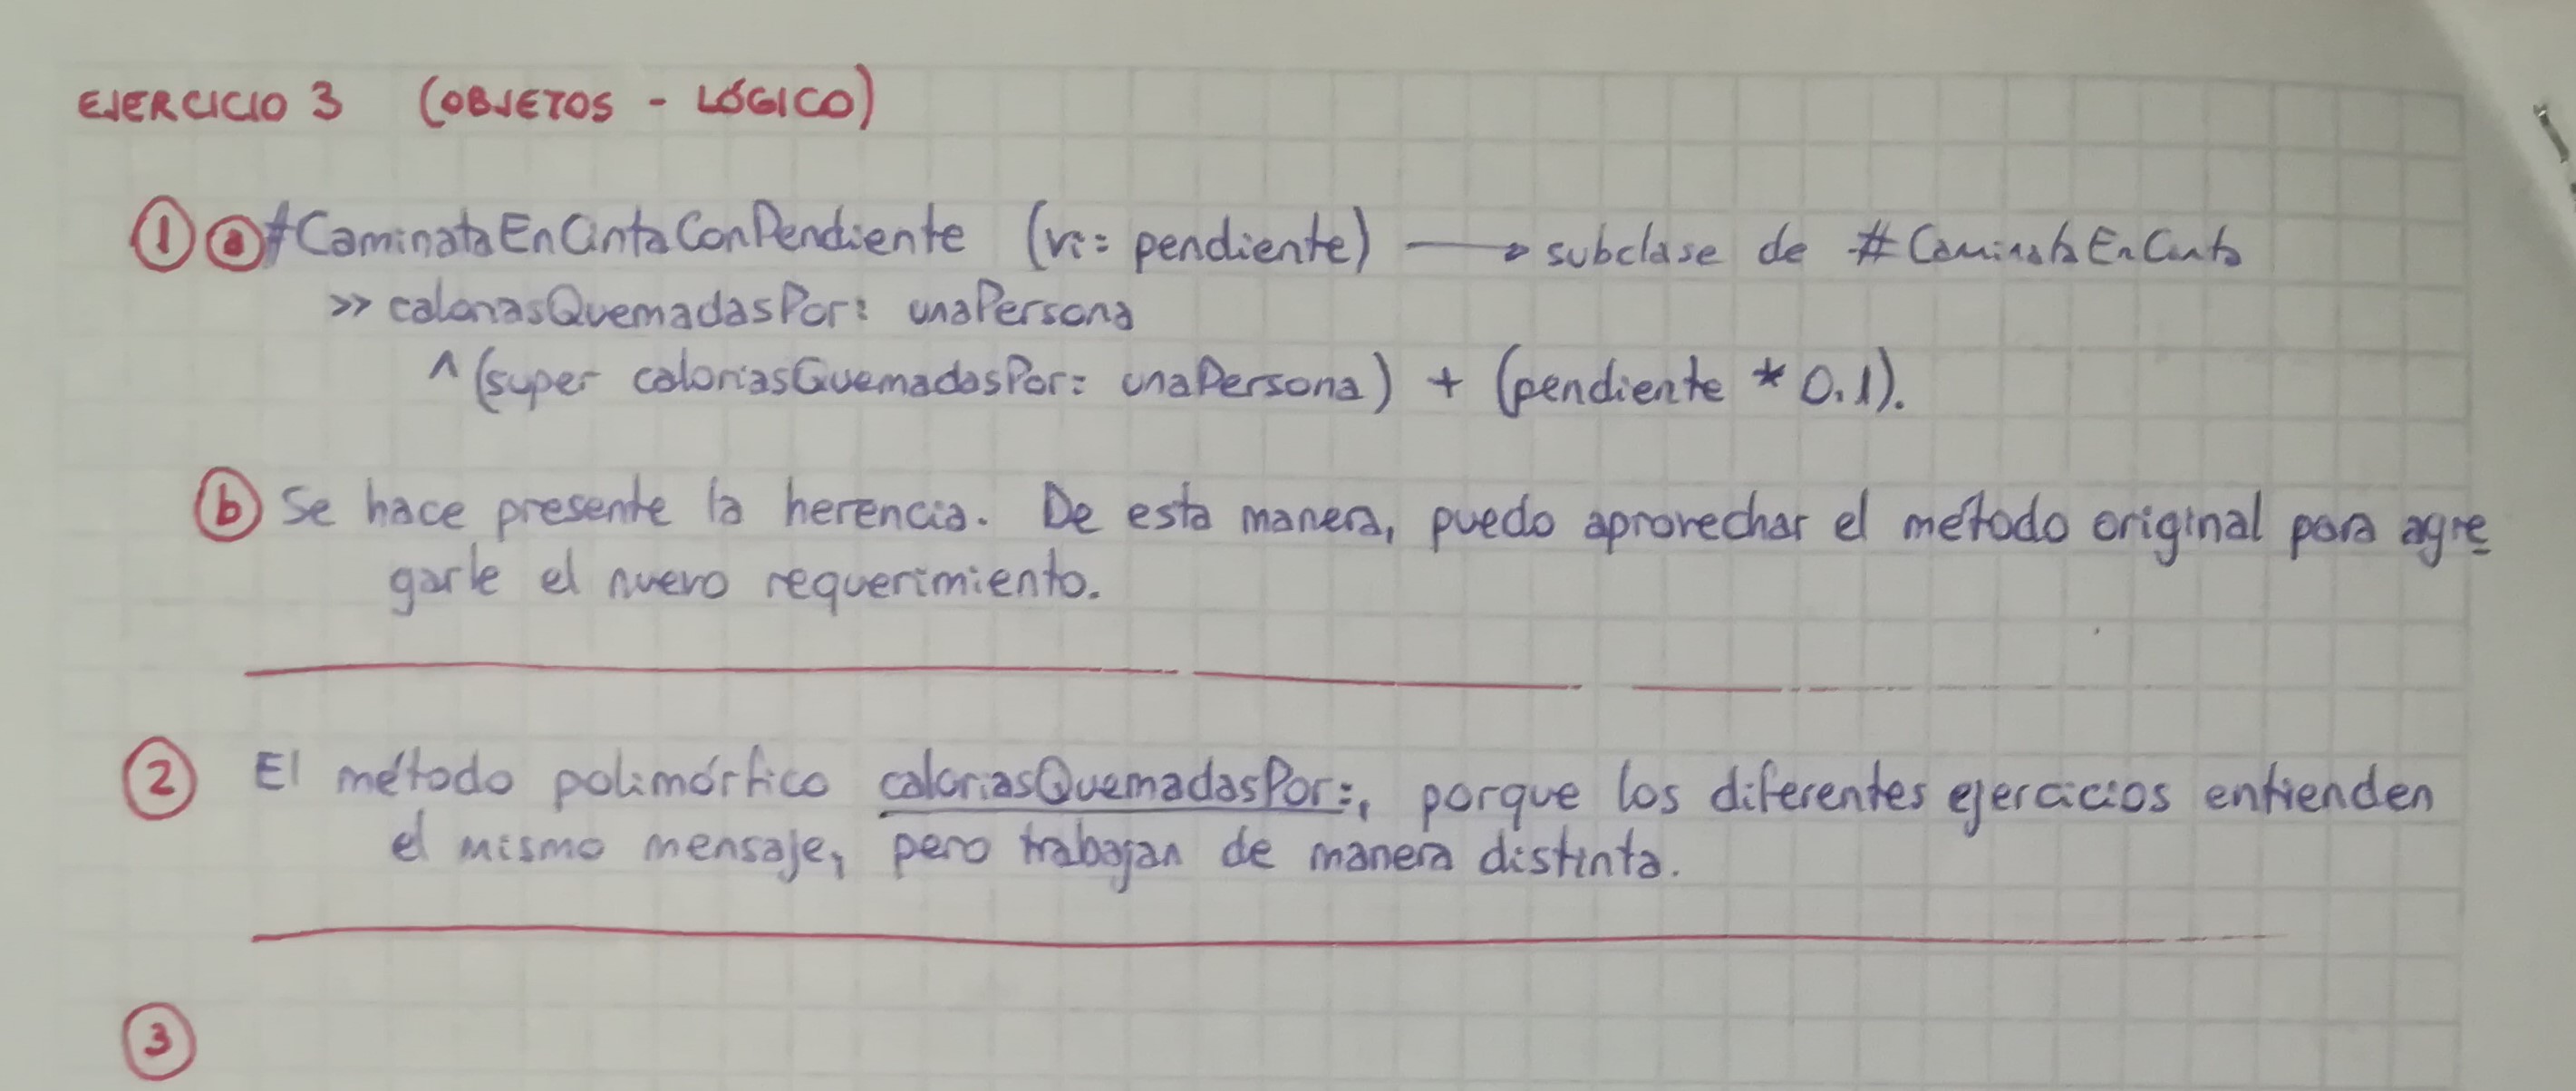 EJERCICIO 3 (OBJETOS - LÓGICO)
1 a #CaminataEnCintaConPendiente (vi: pendiente) → subclase de #CaminataEnCinta
>> caloriasQuemadasPor: unaPersona
^ (super caloriasQuemadasPor: unaPersona) + (pendiente * 0.1).
b Se hace presente la herencia. De esta manera, puedo aprovechar el método original para agre
garle el nuevo requerimiento.
2 El método polimórfico caloriasQuemadasPor:, porque los diferentes ejercicios entienden
el mismo mensaje, pero trabajan de manera distinta.
3